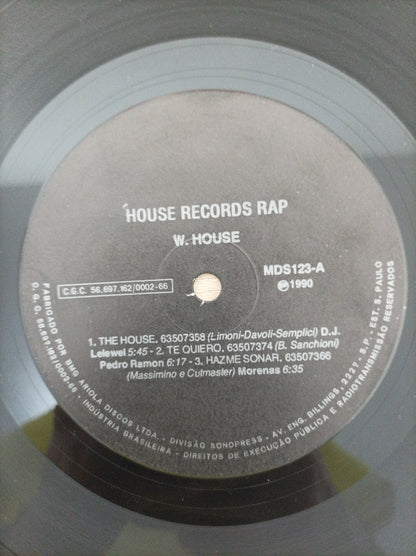 HOUSE RECORDS RAP
W. HOUSE
MDS123-A
℗1990
C.G.C. 56.697.162/0002-66
1. THE HOUSE. 63507358 (Limoni-Davoli-Semplici) D.J.
Lelewel 5:45 - 2. TE QUIERO. 63507374 (B. Sanchioni)
Pedro Ramon 6:17 - 3. HAZME SONAR. 63507366
(Massimino e Cutmaster) Morenas 6:35
FABRICADO POR BMG ARIOLA DISCOS LTDA. - DIVISÃO SONOPRESS - AV. ENG. BILLINGS, 2227 - S.P., EST. S. PAULO
C.G.C. 56.697.162/0002-66 - INDÚSTRIA BRASILEIRA - DIREITOS DE EXECUÇÃO PÚBLICA E RADIOTRANSMISSÃO RESERVADOS